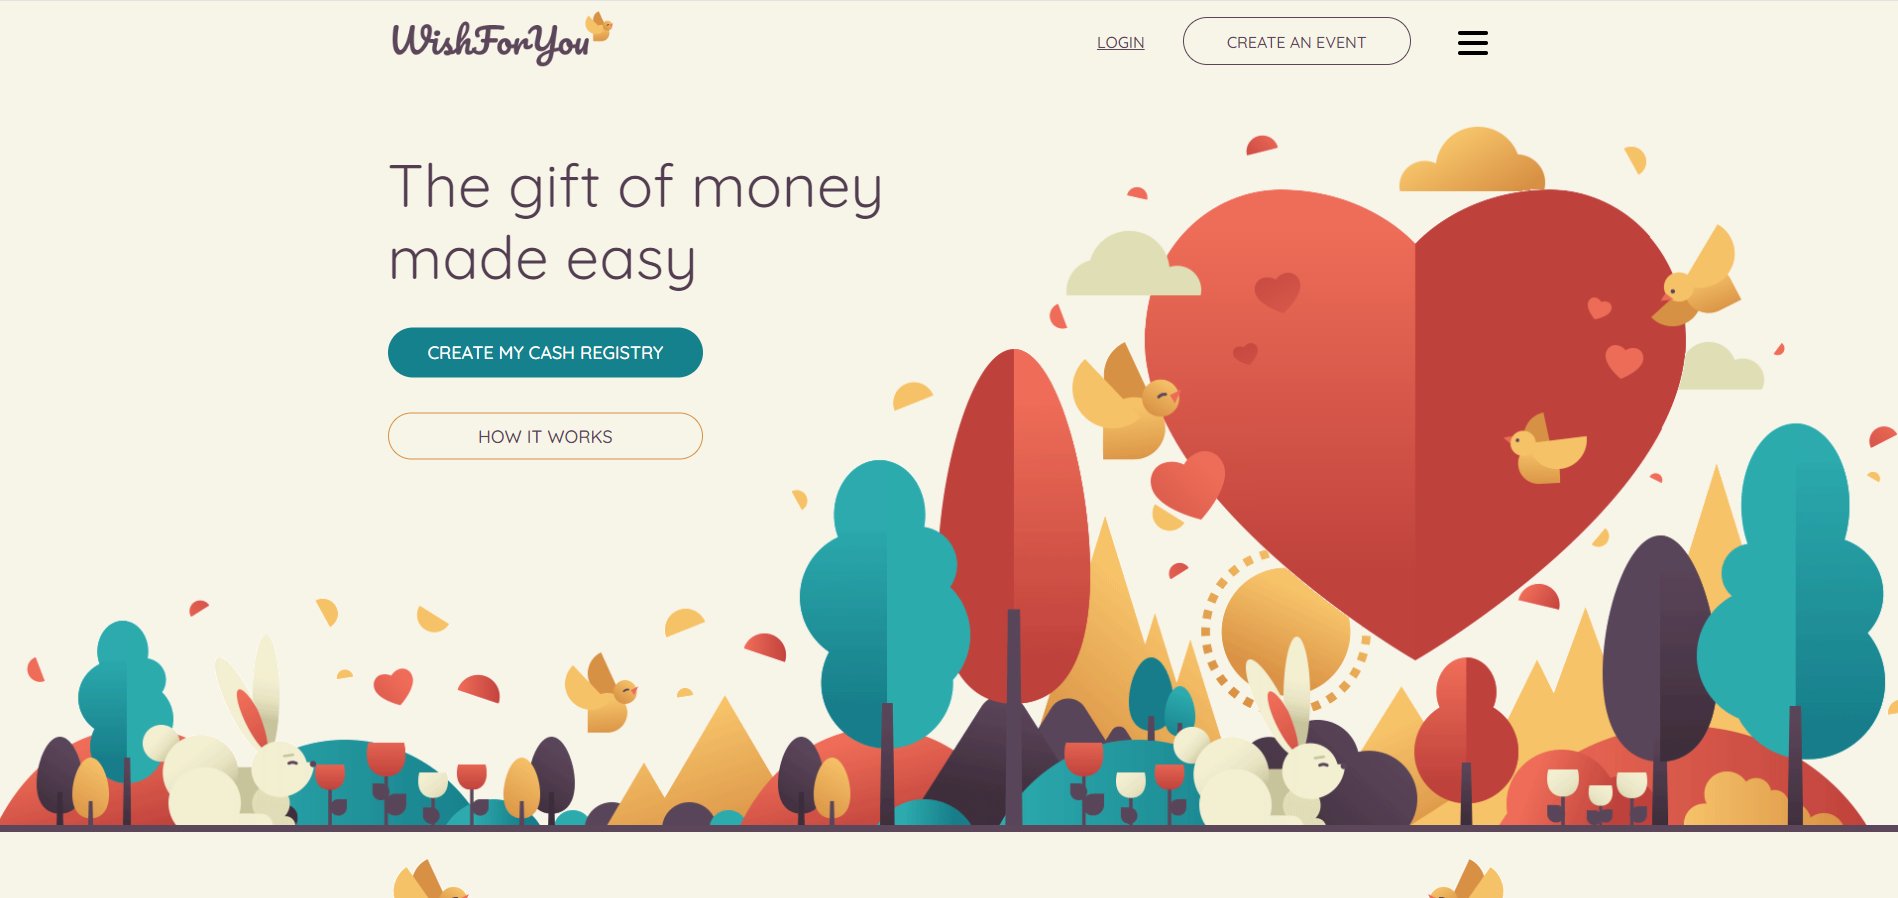 WishForYou
LOGIN
CREATE AN EVENT
The gift of money
made easy
CREATE MY CASH REGISTRY
HOW IT WORKS